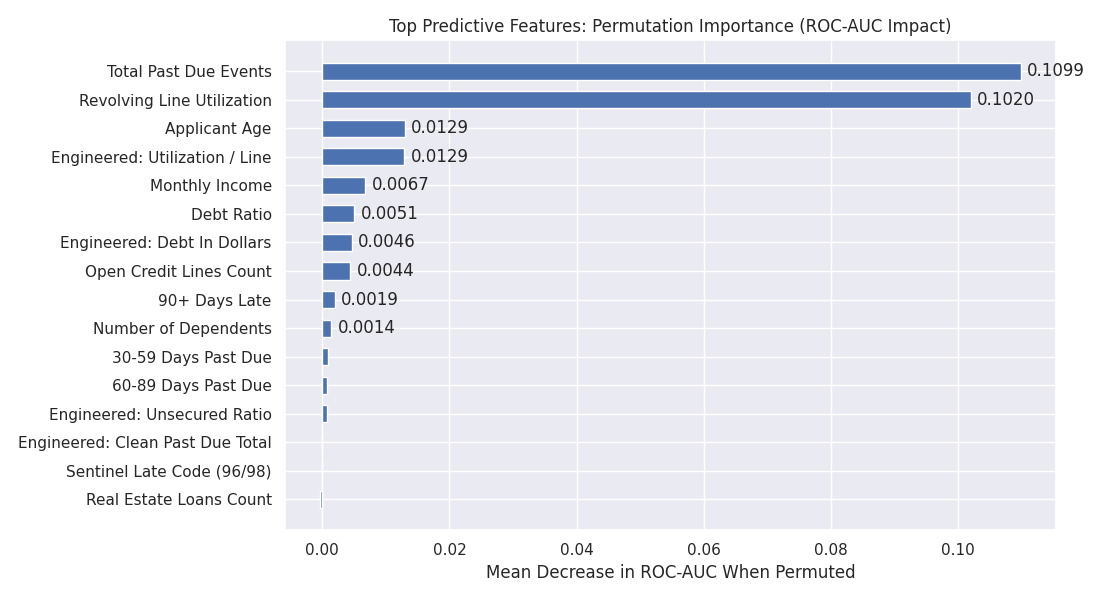 Top Predictive Features: Permutation Importance (ROC-AUC Impact)
Total Past Due Events 0.1099
Revolving Line Utilization 0.1020
Applicant Age 0.0129
Engineered: Utilization / Line 0.0129
Monthly Income 0.0067
Debt Ratio 0.0051
Engineered: Debt In Dollars 0.0046
Open Credit Lines Count 0.0044
90+ Days Late 0.0019
Number of Dependents 0.0014
30-59 Days Past Due
60-89 Days Past Due
Engineered: Unsecured Ratio
Engineered: Clean Past Due Total
Sentinel Late Code (96/98)
Real Estate Loans Count
0.00 0.02 0.04 0.06 0.08 0.10
Mean Decrease in ROC-AUC When Permuted